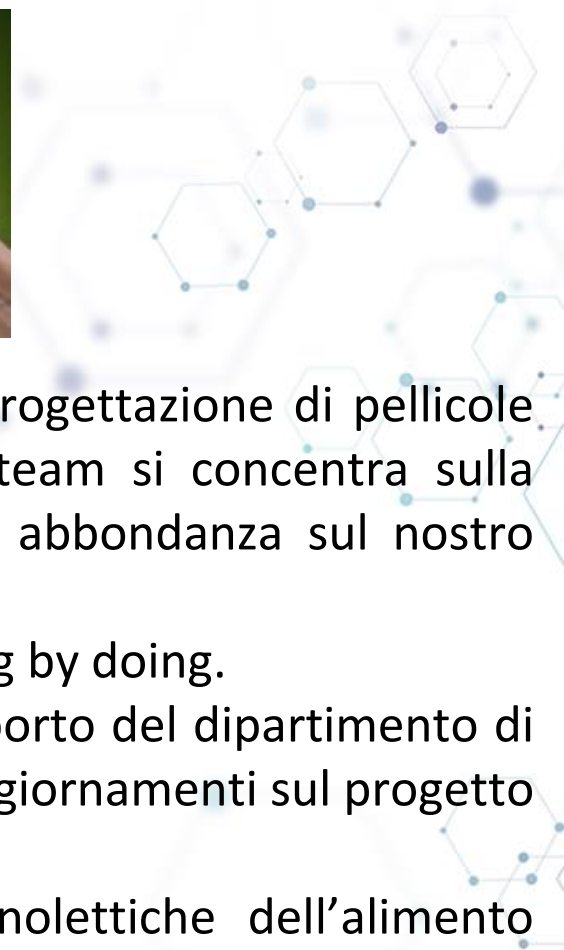 rogettazione di pellicole
team si concentra sulla
abbondanza sul nostro
g by doing.
porto del dipartimento di
giornamenti sul progetto
nolettiche dell’alimento